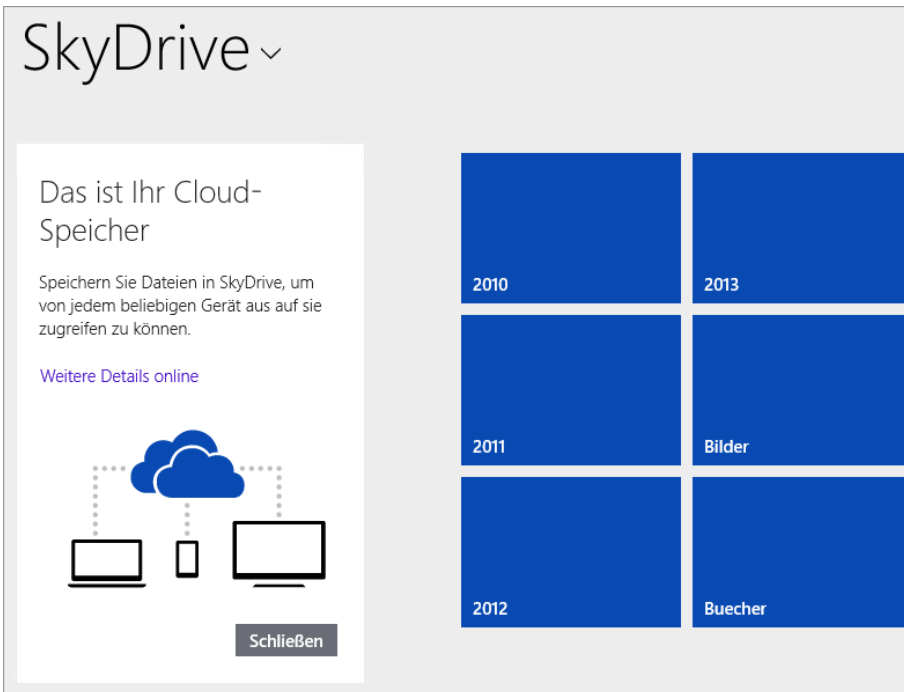 SkyDrive
Das ist Ihr Cloud-
Speicher
Speichern Sie Dateien in SkyDrive, um
von jedem beliebigen Gerät aus auf sie
zugreifen zu können.
Weitere Details online
Schließen
2010
2013
2011
Bilder
2012
Buecher